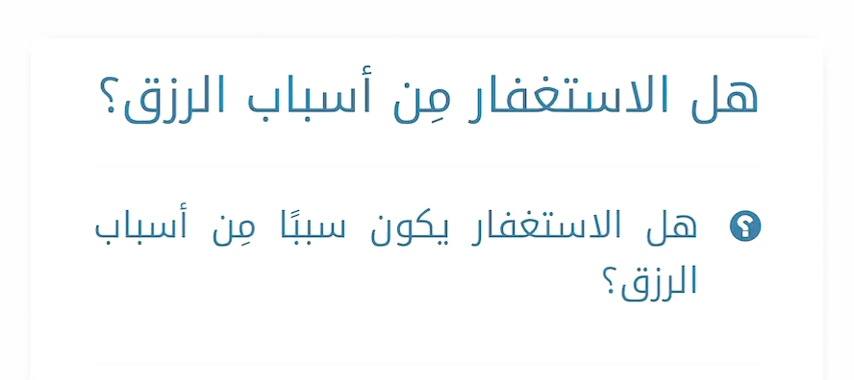 هل الاستغفار مِن أسباب الرزق؟
هل الاستغفار يكون سببًا مِن أسباب
الرزق؟